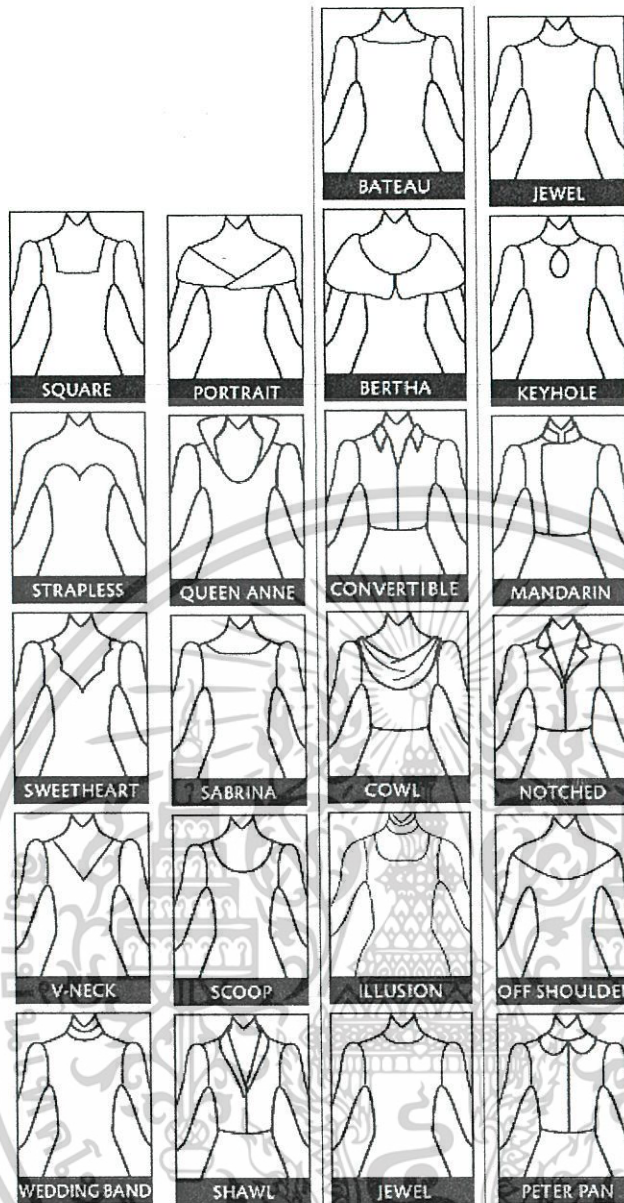 BATEAU
JEWEL
SQUARE
PORTRAIT
BERTHA
KEYHOLE
STRAPLESS
QUEEN ANNE
CONVERTIBLE
MANDARIN
SWEETHEART
SABRINA
COWL
NOTCHED
V-NECK
SCOOP
ILLUSION
OFF SHOULDE
WEDDING BAND
SHAWL
JEWEL
PETER PAN